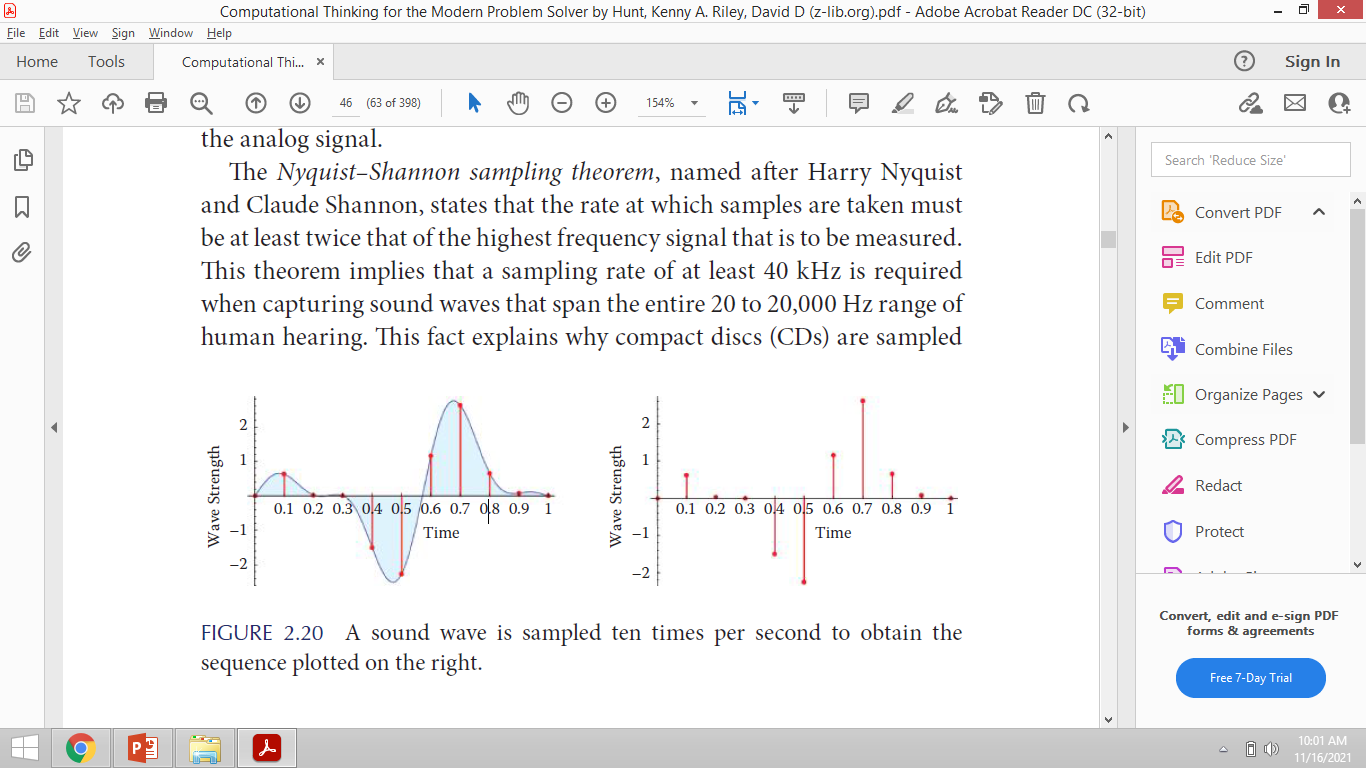 Computational Thinking for the Modern Problem Solver by Hunt, Kenny A. Riley, David D (z-lib.org).pdf - Adobe Acrobat Reader DC (32-bit)
File Edit View Sign Window Help
Home Tools Computational Thi... × Sign In
46 (63 of 398) 154%
the analog signal.
The Nyquist–Shannon sampling theorem, named after Harry Nyquist
and Claude Shannon, states that the rate at which samples are taken must
be at least twice that of the highest frequency signal that is to be measured.
This theorem implies that a sampling rate of at least 40 kHz is required
when capturing sound waves that span the entire 20 to 20,000 Hz range of
human hearing. This fact explains why compact discs (CDs) are sampled
Wave Strength
2
1
−1
−2
0.1 0.2 0.3 0.4 0.5 0.6 0.7 0.8 0.9 1
Time
Wave Strength
2
1
−1
−2
0.1 0.2 0.3 0.4 0.5 0.6 0.7 0.8 0.9 1
Time
FIGURE 2.20 A sound wave is sampled ten times per second to obtain the
sequence plotted on the right.
Search 'Reduce Size'
Convert PDF
Edit PDF
Comment
Combine Files
Organize Pages
Compress PDF
Redact
Protect
Convert, edit and e-sign PDF
forms & agreements
Free 7-Day Trial
10:01 AM
11/16/2021